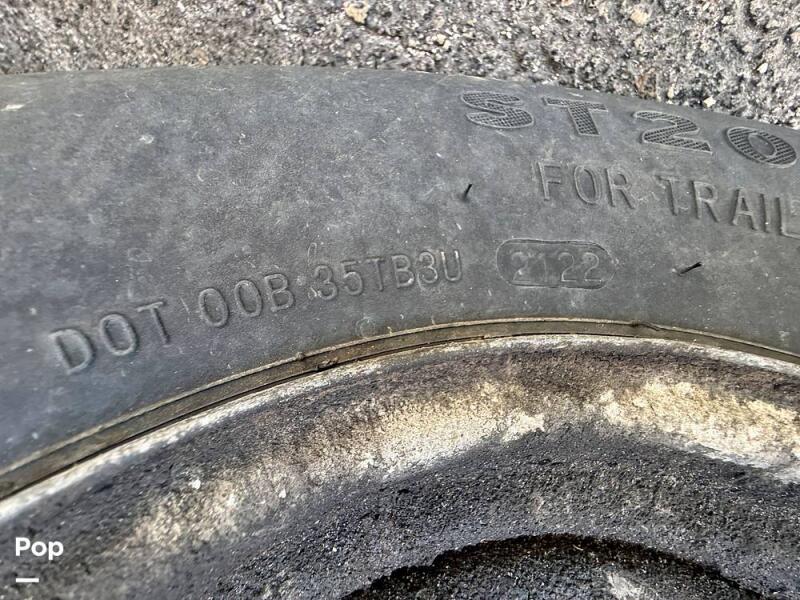 ST20
FOR TRAIL
DOT 00B 35TB3U 2122
Pop